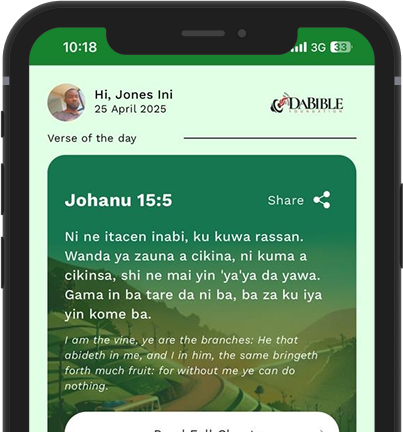 10:18
3G 33
Hi, Jones Ini
25 April 2025
DABIBLE
FOUNDATION
Verse of the day
Johanu 15:5
Share
Ni ne itacen inabi, ku kuwa rassan.
Wanda ya zauna a cikina, ni kuma a
cikinsa, shi ne mai yin 'ya'ya da yawa.
Gama in ba tare da ni ba, ba za ku iya
yin kome ba.
I am the vine, ye are the branches: He that
abideth in me, and I in him, the same bringeth
forth much fruit: for without me ye can do
nothing.